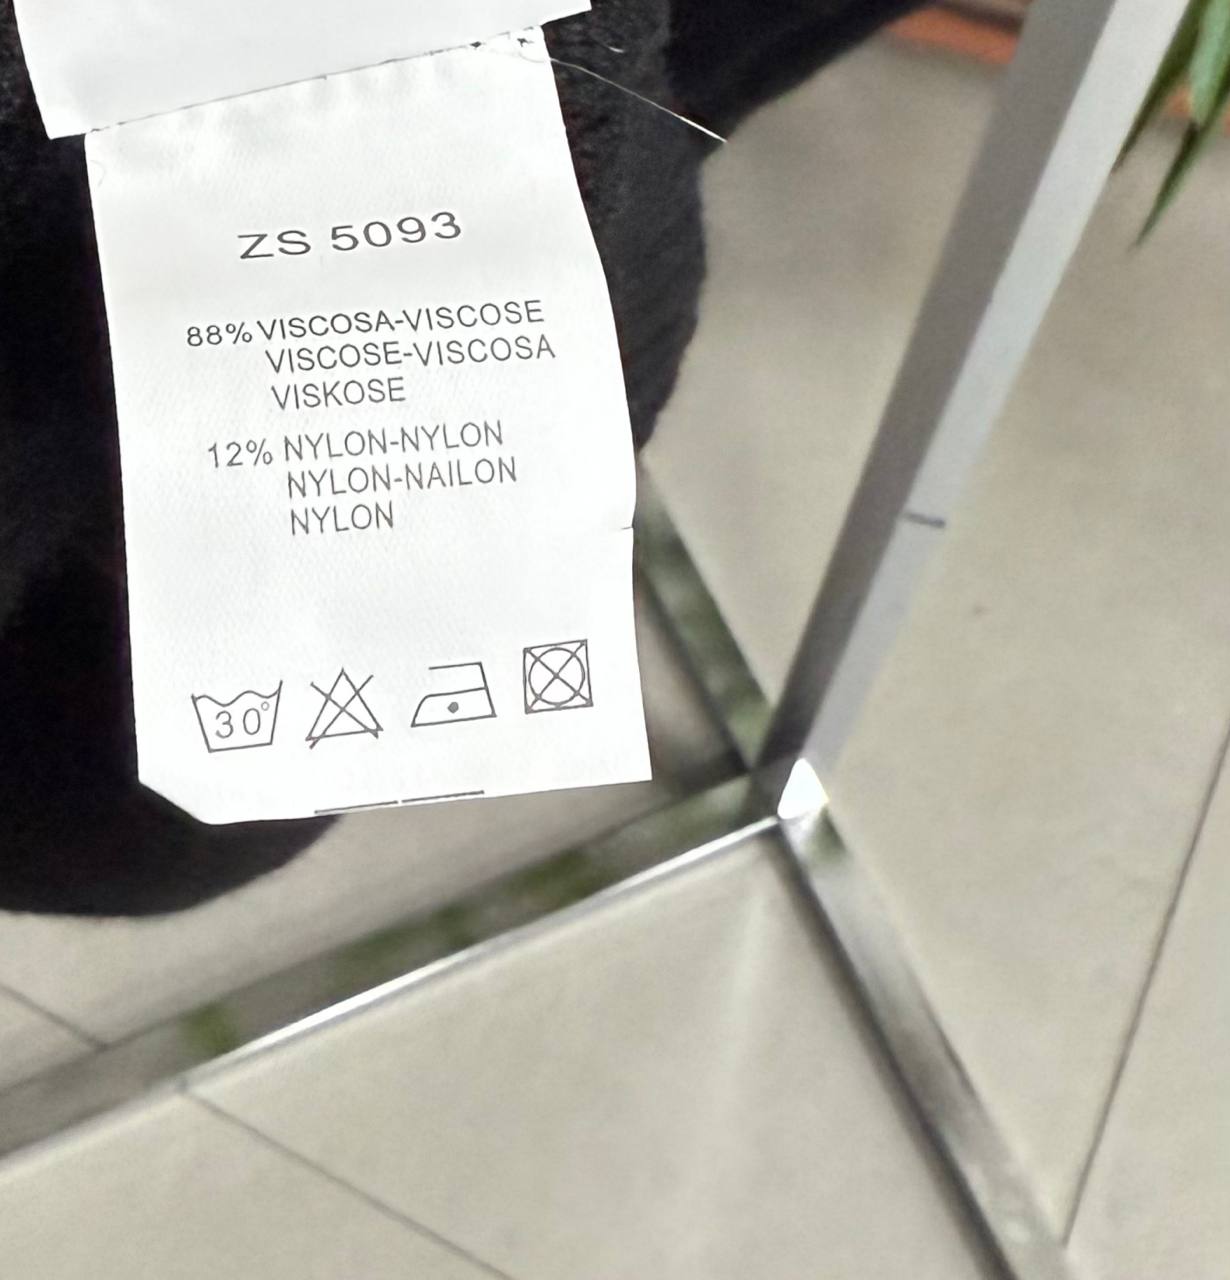 ZS 5093
88% VISCOSA-VISCOSE
VISCOSE-VISCOSA
VISKOSE
12% NYLON-NYLON
NYLON-NAILON
NYLON
30°